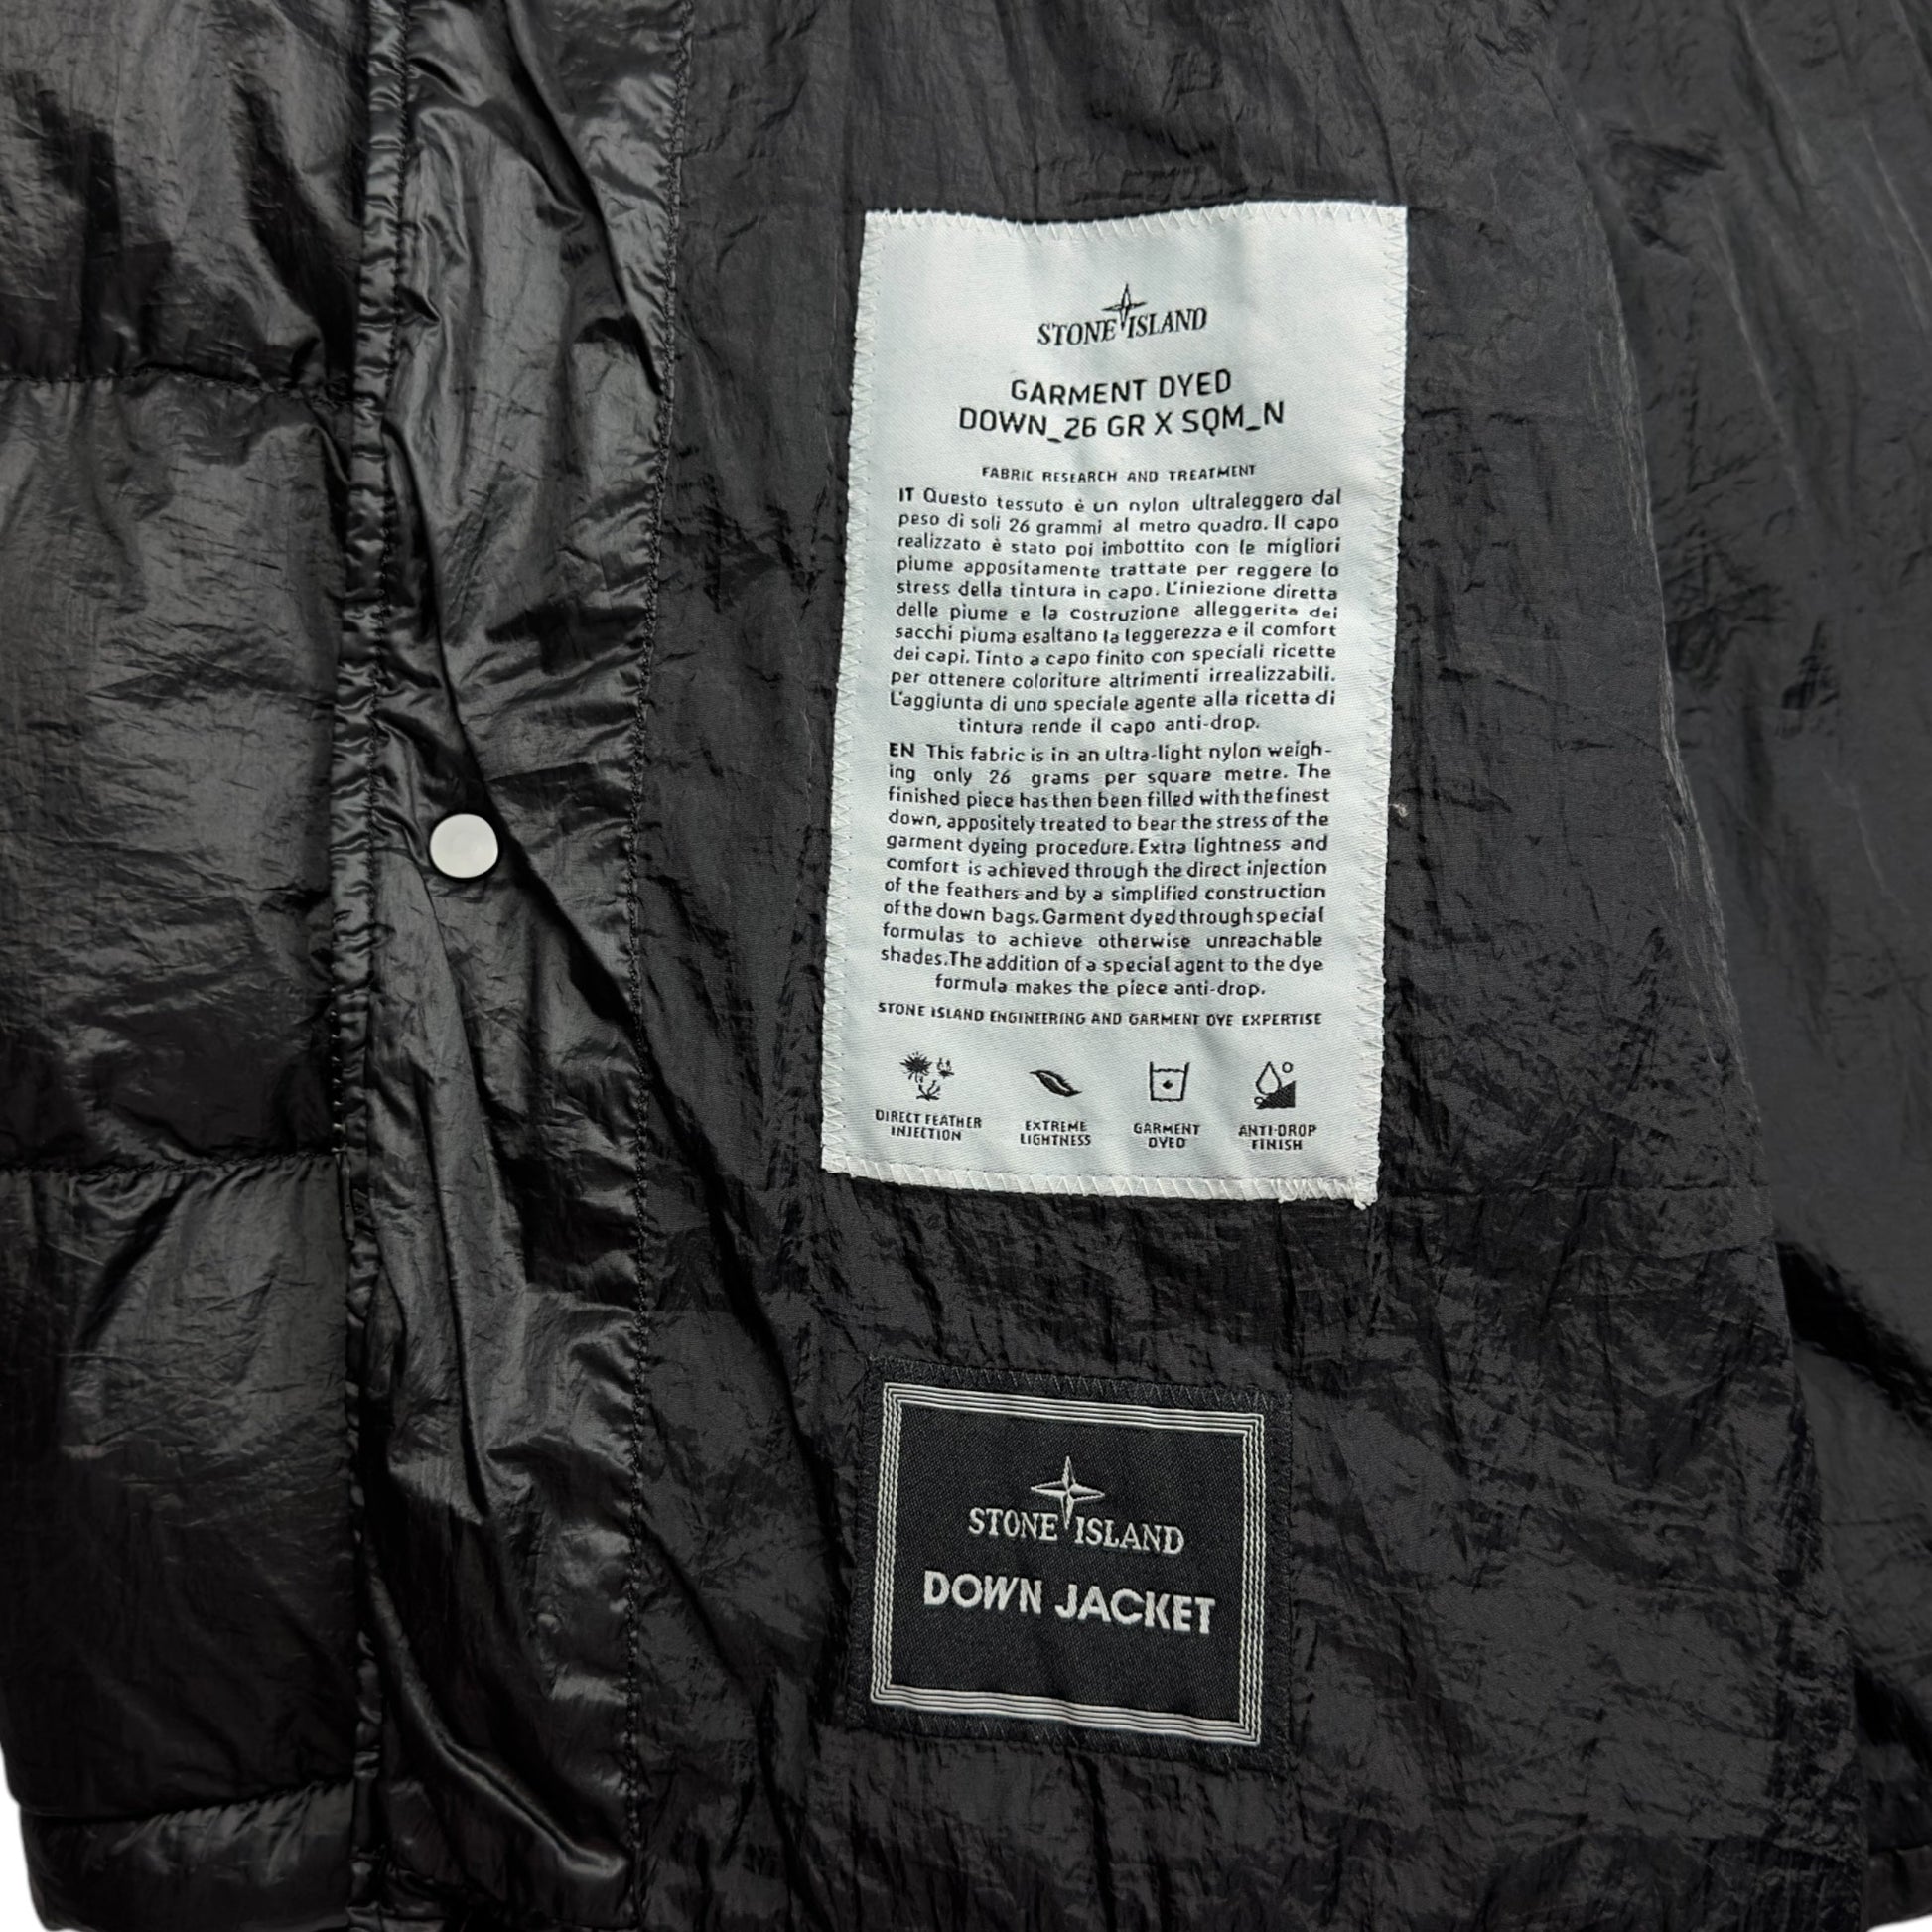 STONE ISLAND
GARMENT DYED
DOWN_26 GR X SQM_N
FABRIC RESEARCH AND TREATMENT
IT Questo tessuto è un nylon ultraleggero dal
peso di soli 26 grammi al metro quadro. Il capo
realizzato è stato poi imbottito con le migliori
piume appositamente trattate per reggere lo
stress della tintura in capo. L'iniezione diretta
delle piume e la costruzione alleggerita dei
sacchi piuma esaltano la leggerezza e il comfort
dei capi. Tinto a capo finito con speciali ricette
per ottenere coloriture altrimenti irrealizzabili.
L'aggiunta di uno speciale agente alla ricetta di
tintura rende il capo anti-drop.
EN This fabric is in an ultra-light nylon weigh-
ing only 26 grams per square metre. The
finished piece has then been filled with the finest
down, appositely treated to bear the stress of the
garment dyeing procedure. Extra lightness and
comfort is achieved through the direct injection
of the feathers and by a simplified construction
of the down bags. Garment dyed through special
formulas to achieve otherwise unreachable
shades. The addition of a special agent to the dye
formula makes the piece anti-drop.
STONE ISLAND ENGINEERING AND GARMENT DYE EXPERTISE
DIRECT FEATHER
INJECTION
EXTREME
LIGHTNESS
GARMENT
DYED
ANTI-DROP
FINISH
STONE ISLAND
DOWN JACKET